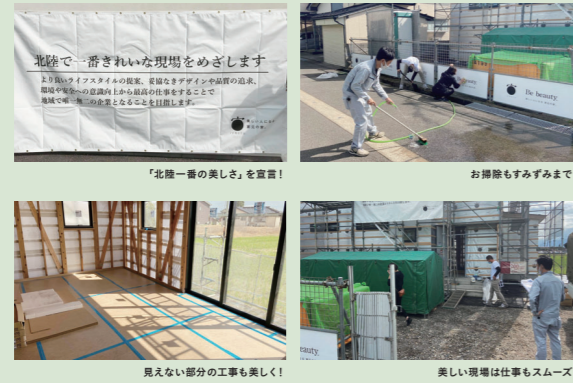 北陸で一番きれいな現場をめざします
より良いライフスタイルの提案、妥協なきデザインや品質の追求、
環境や安全への意識向上から最高の仕事をすることで
地域で唯一無二の企業となることを目指します。
「北陸一番の美しさ」を宣言！
Be beauty.
お掃除もすみずみまで
見えない部分の工事も美しく！
beauty.
美しい現場は仕事もスムーズ